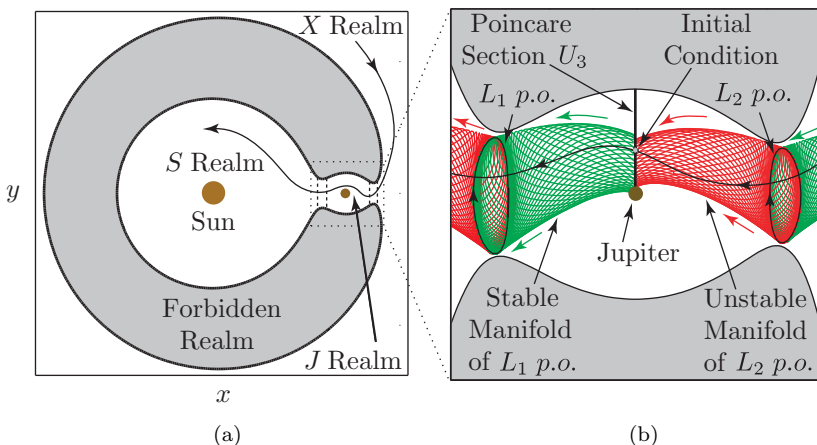 X Realm
S Realm
Sun
y
Forbidden
Realm
J Realm
x
(a)
Poincare
Section U3
Initial
Condition
L1 p.o.
L2 p.o.
Jupiter
Stable
Manifold
of L1 p.o.
Unstable
Manifold
of L2 p.o.
(b)